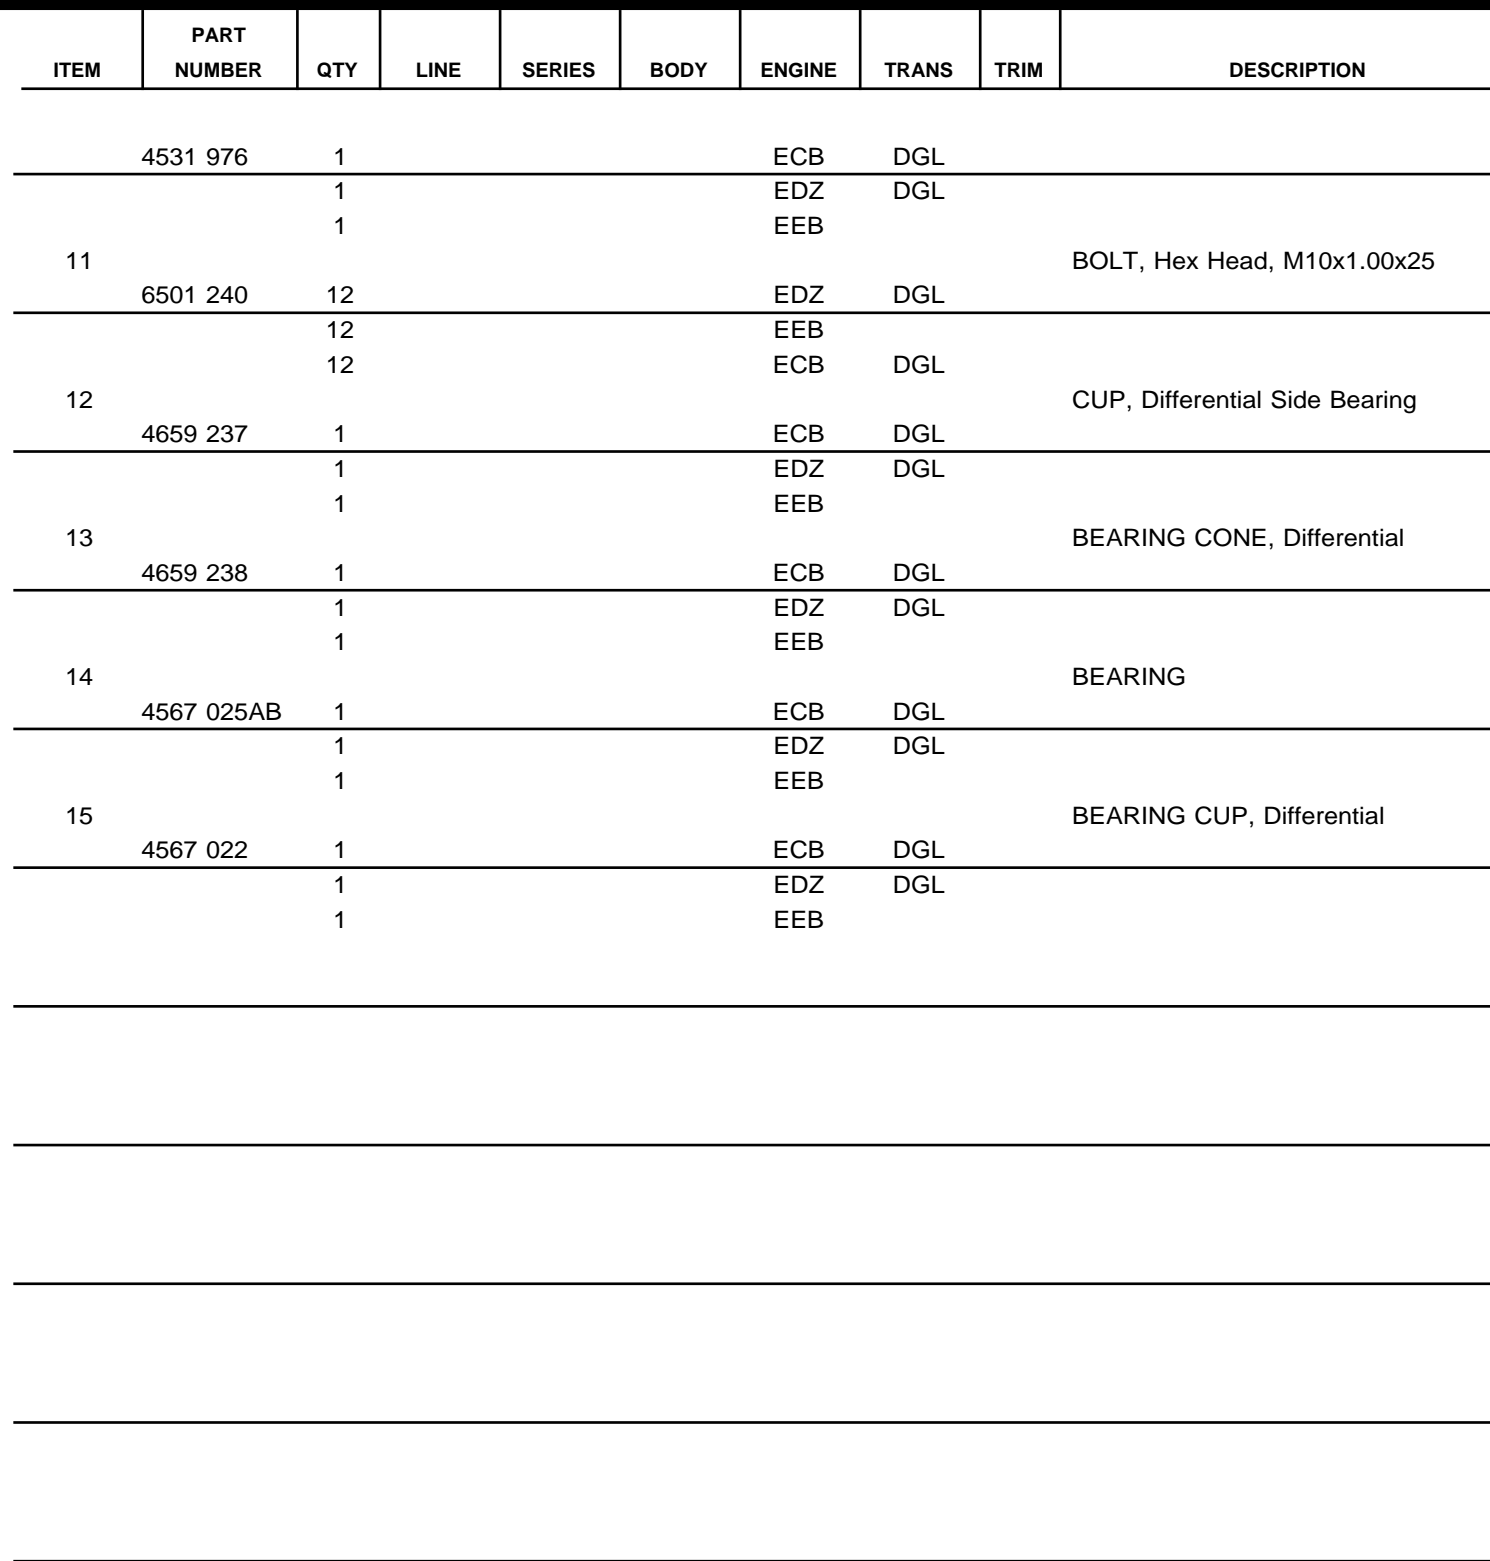 PART
ITEM NUMBER QTY LINE SERIES BODY ENGINE TRANS TRIM DESCRIPTION
4531 976 1 ECB DGL
1 EDZ DGL
1 EEB
11 BOLT, Hex Head, M10x1.00x25
6501 240 12 EDZ DGL
12 EEB
12 ECB DGL
12 CUP, Differential Side Bearing
4659 237 1 ECB DGL
1 EDZ DGL
1 EEB
13 BEARING CONE, Differential
4659 238 1 ECB DGL
1 EDZ DGL
1 EEB
14 BEARING
4567 025AB 1 ECB DGL
1 EDZ DGL
1 EEB
15 BEARING CUP, Differential
4567 022 1 ECB DGL
1 EDZ DGL
1 EEB